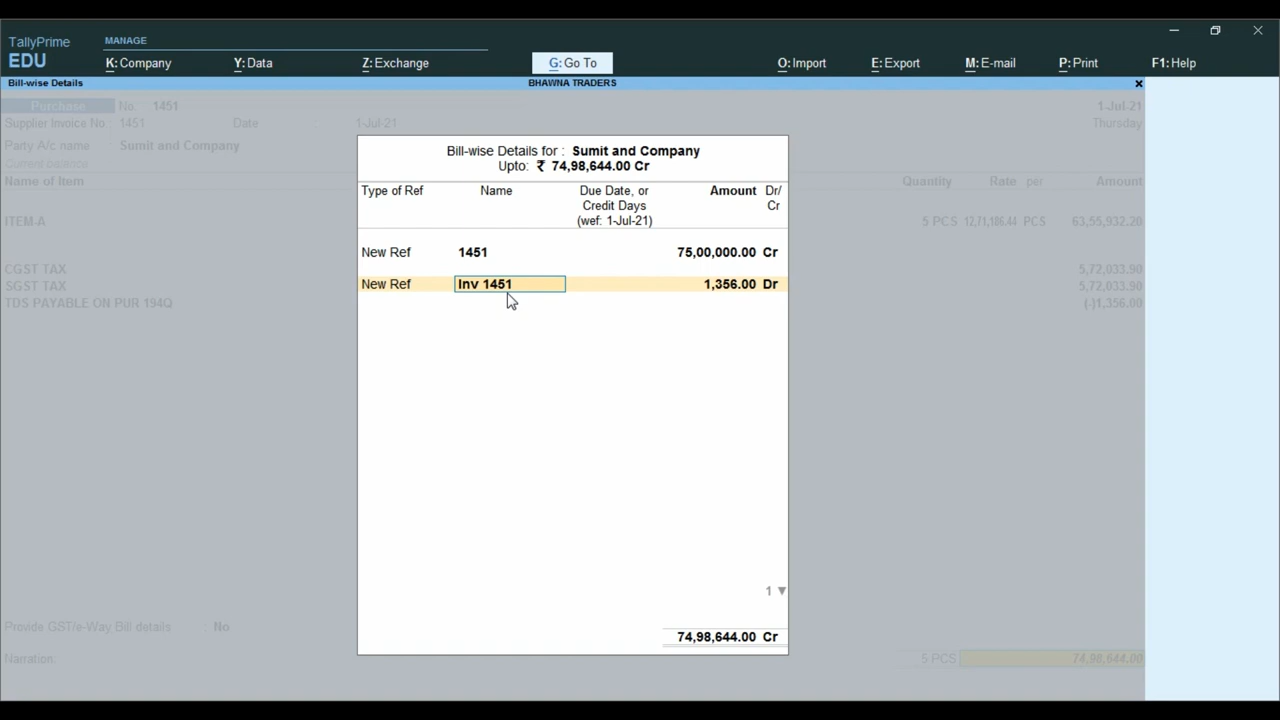 TallyPrime
EDU
MANAGE
K: Company
Y: Data
Z: Exchange
G: Go To
O: Import
E: Export
M: E-mail
P: Print
F1: Help
Bill-wise Details
BHAWNA TRADERS
Purchase No. 1451
1-Jul-21
Supplier Invoice No : 1451 Date : 1-Jul-21
Thursday
Party A/c name : Sumit and Company
Current balance
Name of Item Quantity Rate per Amount
ITEM-A 5 PCS 12,71,186.44 PCS 63,55,932.20
CGST TAX 5,72,033.90
SGST TAX 5,72,033.90
TDS PAYABLE ON PUR 194Q (-)1,356.00
Bill-wise Details for : Sumit and Company
Upto: ₹ 74,98,644.00 Cr
Type of Ref Name Due Date, or Amount Dr/
Credit Days Cr
(wef: 1-Jul-21)
New Ref 1451 75,00,000.00 Cr
New Ref Inv 1451 1,356.00 Dr
1 ▼
74,98,644.00 Cr
Provide GST/e-Way Bill details : No
Narration: 5 PCS 74,98,644.00